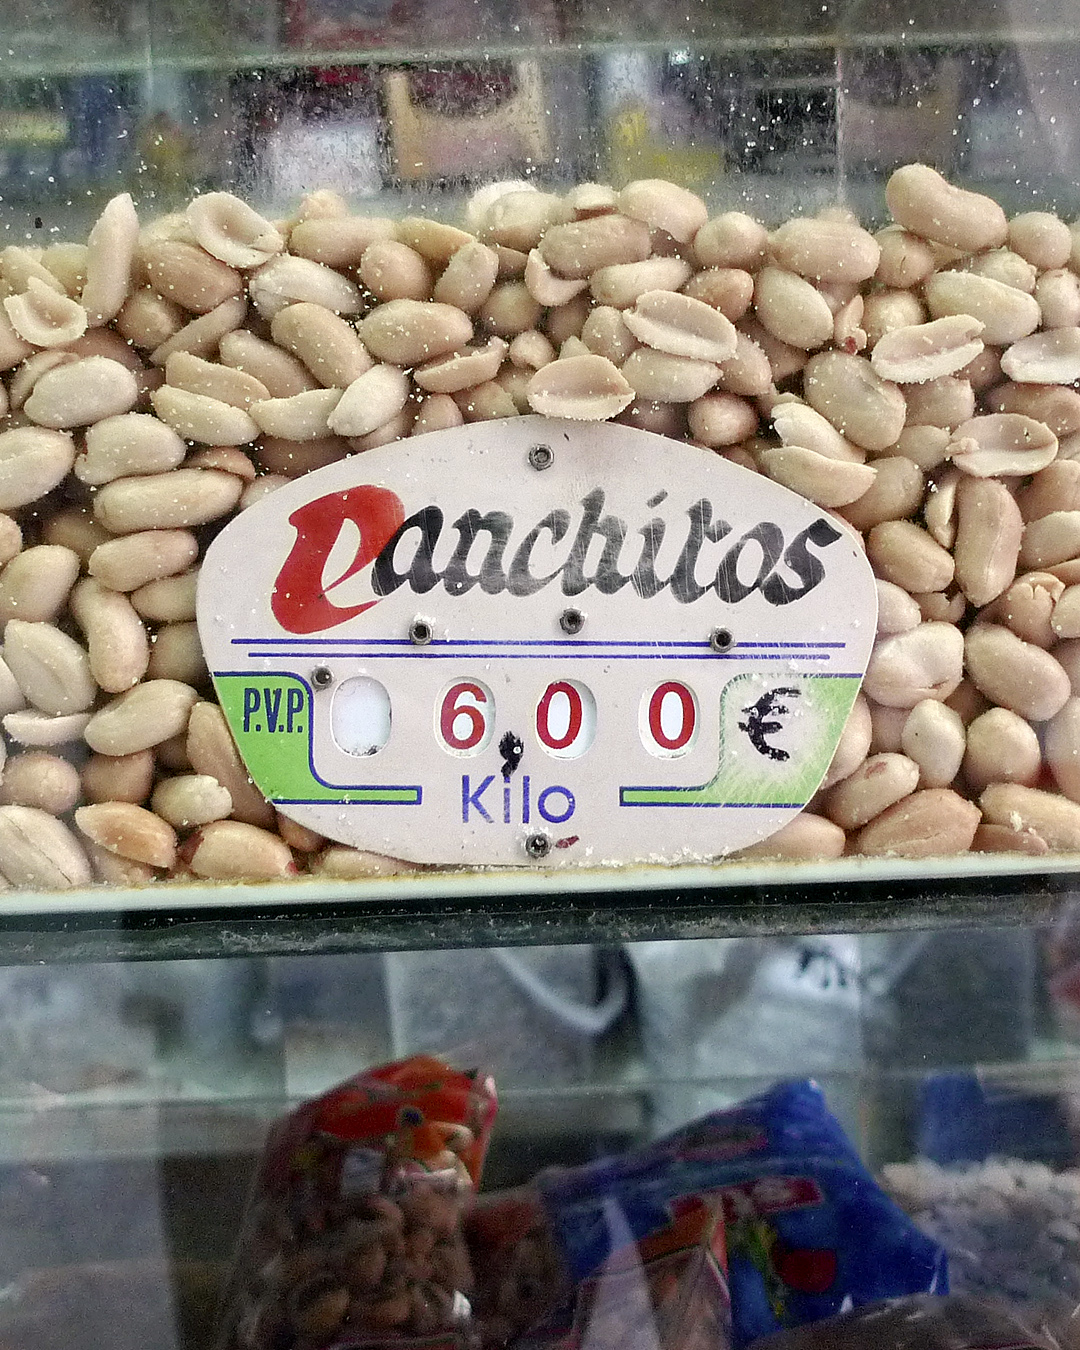 Panchitos
P.V.P. 6,00 €
Kilo